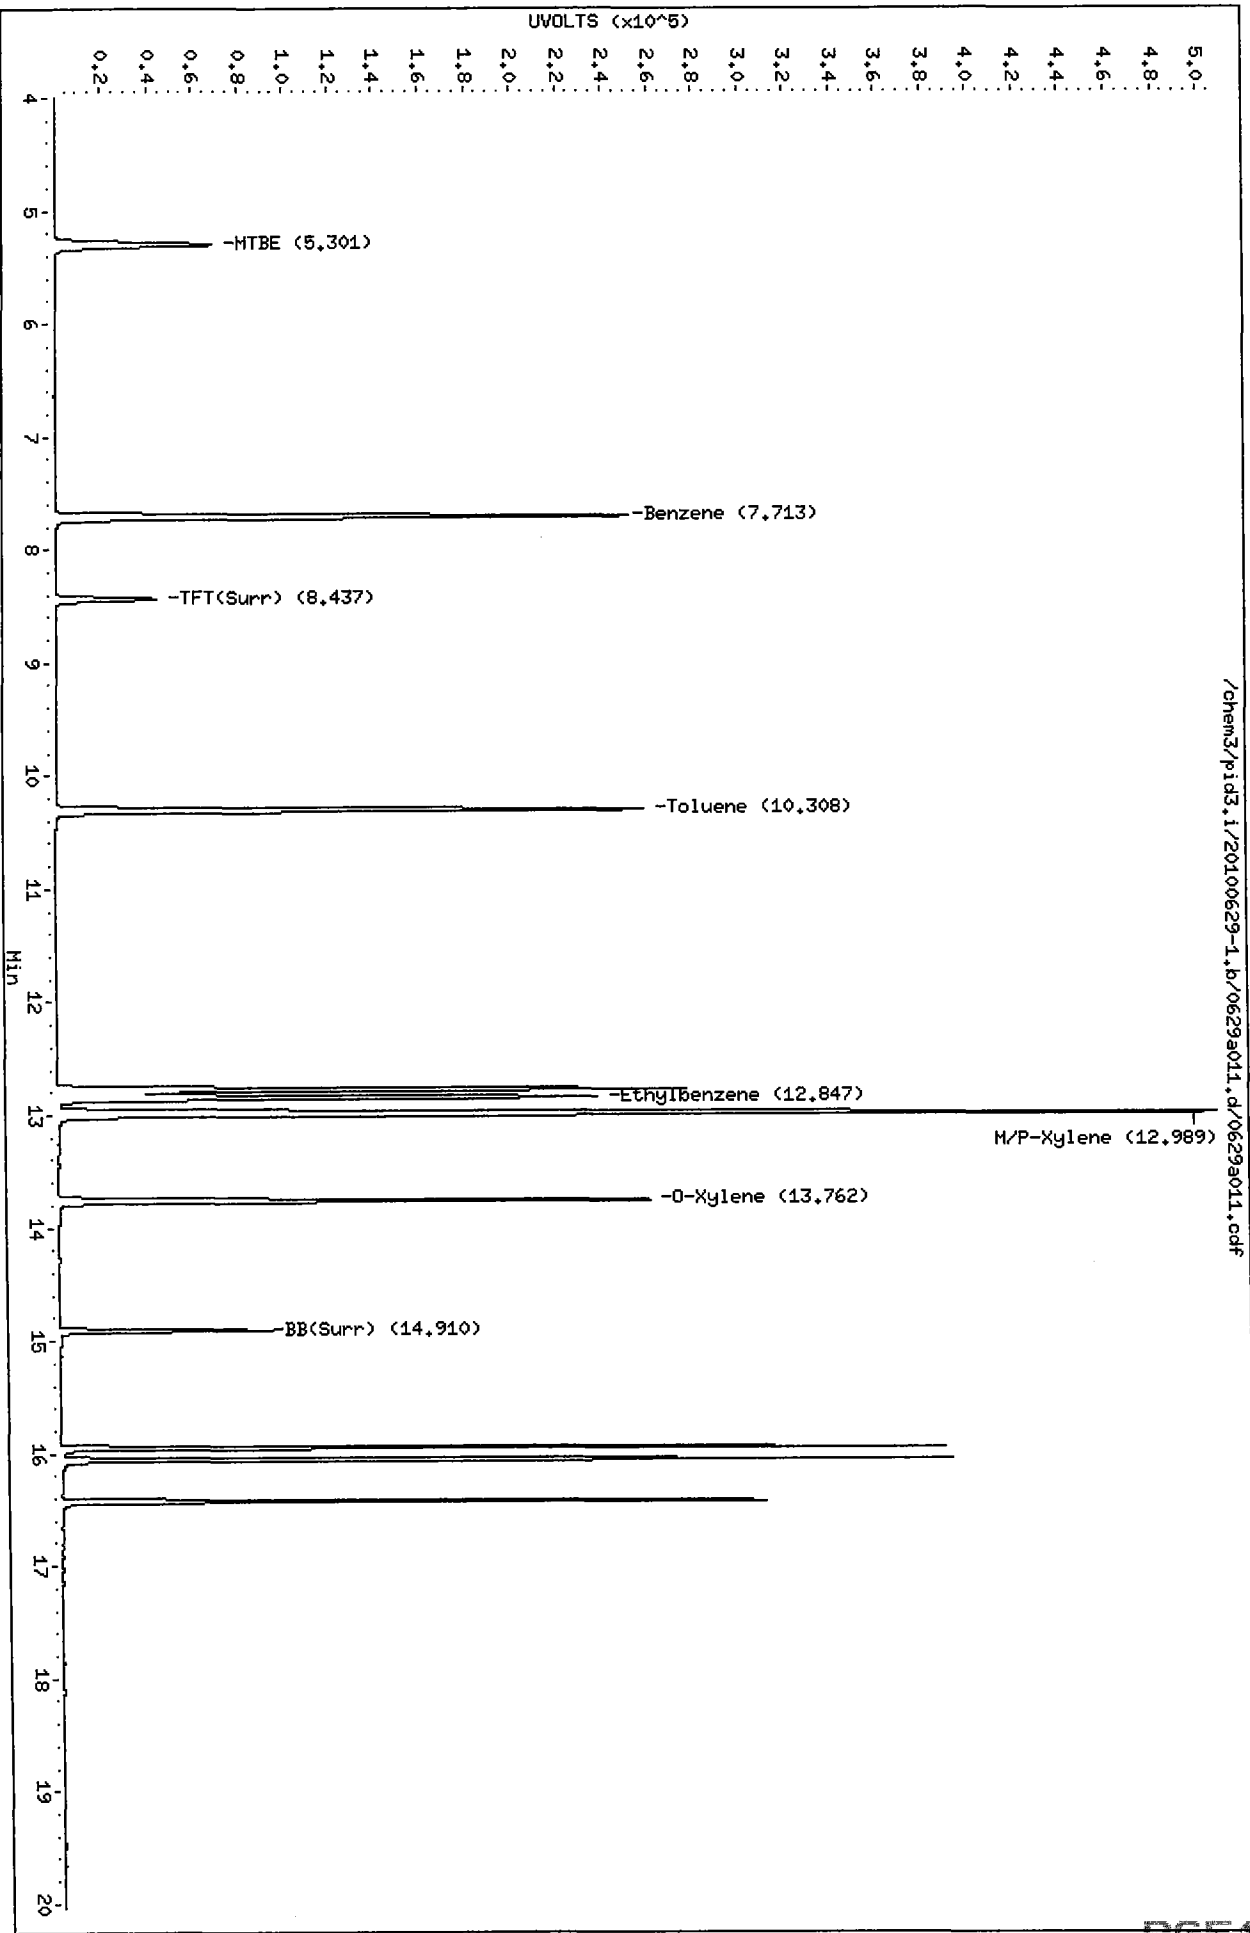 /chem3/pid3.i/20100629-1.b/0629a011.d/0629a011.cdf
UVOLTS (x10^5)
5.0
4.8
4.6
4.4
4.2
4.0
3.8
3.6
3.4
3.2
3.0
2.8
2.6
2.4
2.2
2.0
1.8
1.6
1.4
1.2
1.0
0.8
0.6
0.4
0.2
-MTBE (5.301)
-Benzene (7.713)
-TFT(Surr) (8.437)
-Toluene (10.308)
-Ethylbenzene (12.847)
M/P-Xylene (12.989)
-O-Xylene (13.762)
-BB(Surr) (14.910)
4 5 6 7 8 9 10 11 12 13 14 15 16 17 18 19 20
Min